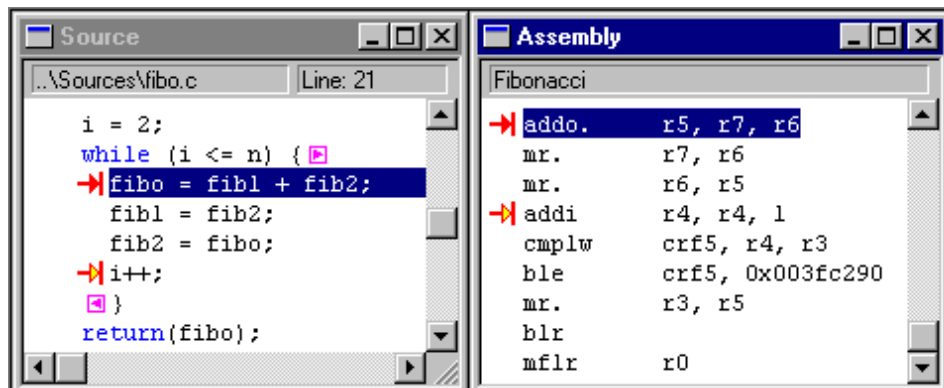 Source
..\Sources\fibo.c Line: 21
i = 2;
while (i <= n) {
fibo = fib1 + fib2;
fib1 = fib2;
fib2 = fibo;
i++;
}
return(fibo);
Assembly
Fibonacci
addo. r5, r7, r6
mr. r7, r6
mr. r6, r5
addi r4, r4, 1
cmplw crf5, r4, r3
ble crf5, 0x003fc290
mr. r3, r5
blr
mflr r0